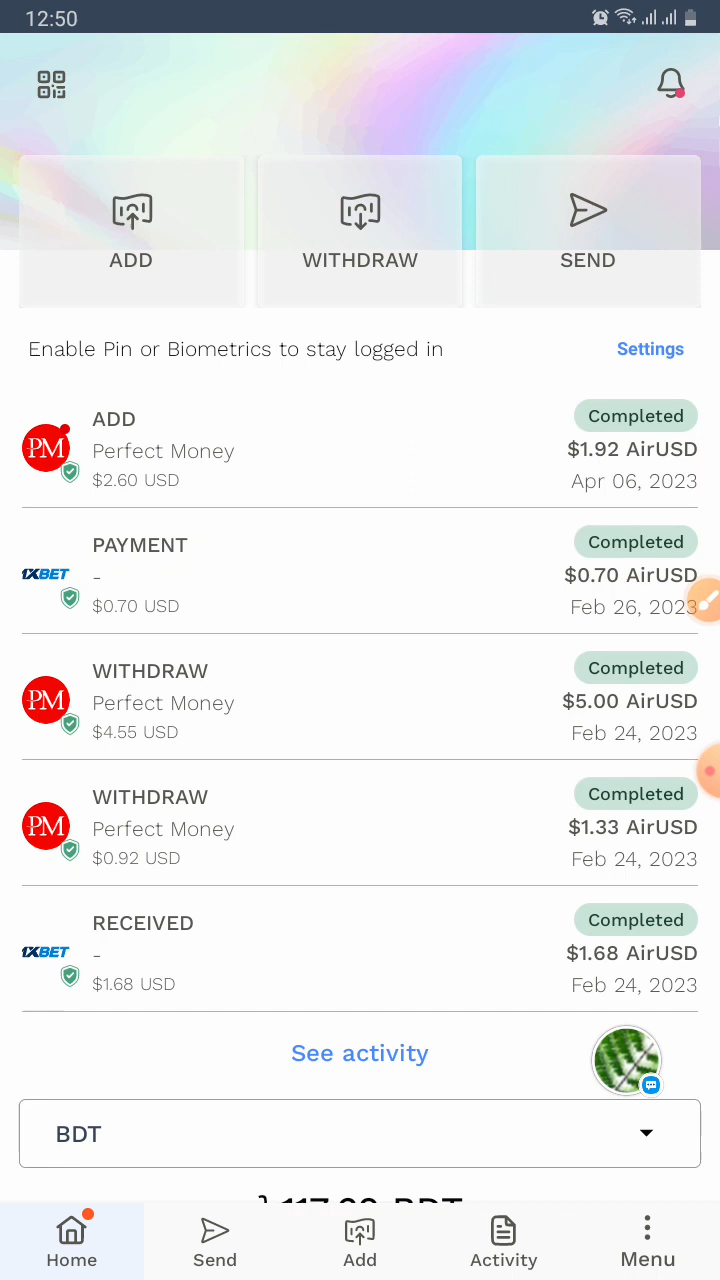 12:50
ADD
WITHDRAW
SEND
Enable Pin or Biometrics to stay logged in
Settings
ADD
Completed
PM
Perfect Money
$1.92 AirUSD
$2.60 USD
Apr 06, 2023
PAYMENT
Completed
1XBET
-
$0.70 AirUSD
$0.70 USD
Feb 26, 2023
WITHDRAW
Completed
PM
Perfect Money
$5.00 AirUSD
$4.55 USD
Feb 24, 2023
WITHDRAW
Completed
PM
Perfect Money
$1.33 AirUSD
$0.92 USD
Feb 24, 2023
RECEIVED
Completed
1XBET
-
$1.68 AirUSD
$1.68 USD
Feb 24, 2023
See activity
BDT
BDT
Home
Send
Add
Activity
Menu